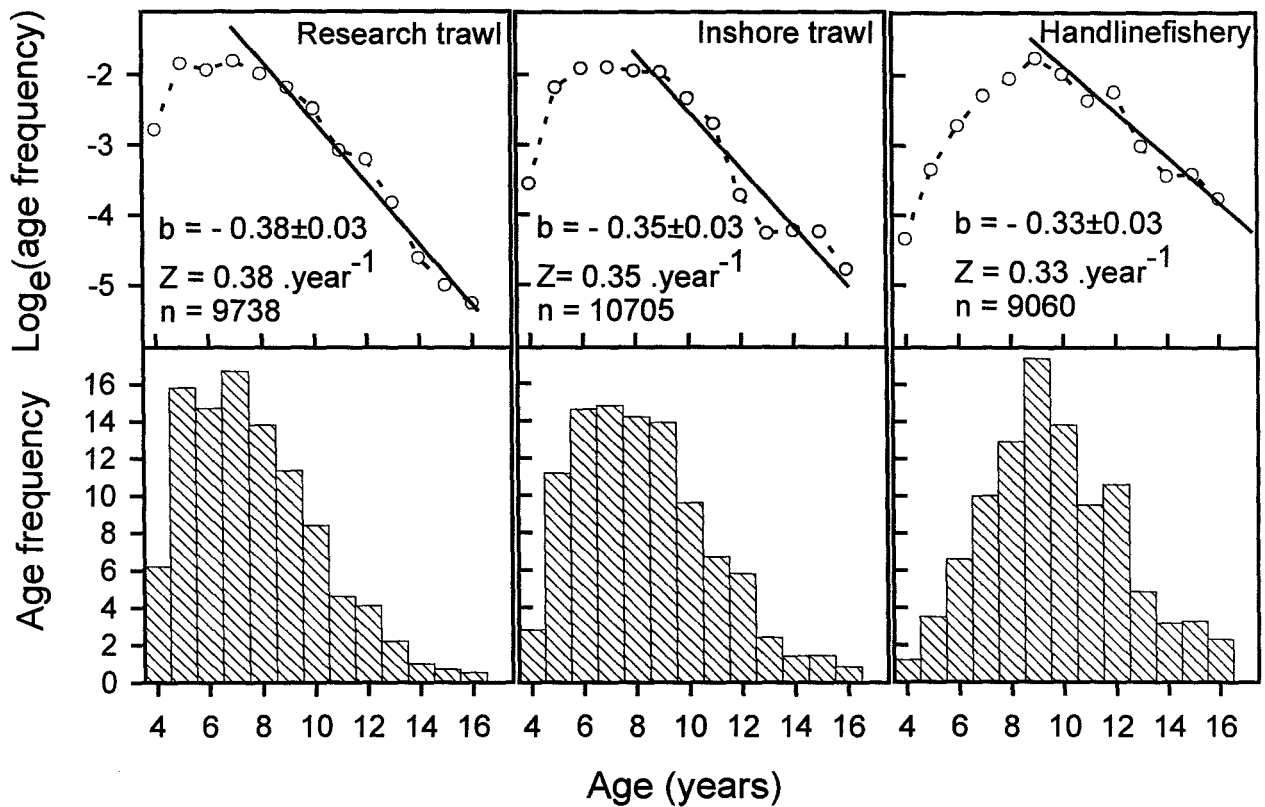 Research trawl
Inshore trawl
Handlinefishery
Loge(age frequency)
-2
-3
-4
-5
b = - 0.38±0.03
Z = 0.38 .year-1
n = 9738
b = - 0.35±0.03
Z= 0.35 .year-1
n = 10705
b = - 0.33±0.03
Z = 0.33 .year-1
n = 9060
Age frequency
16
14
12
10
8
6
4
2
0
4 6 8 10 12 14 16
4 6 8 10 12 14 16
4 6 8 10 12 14 16
Age (years)